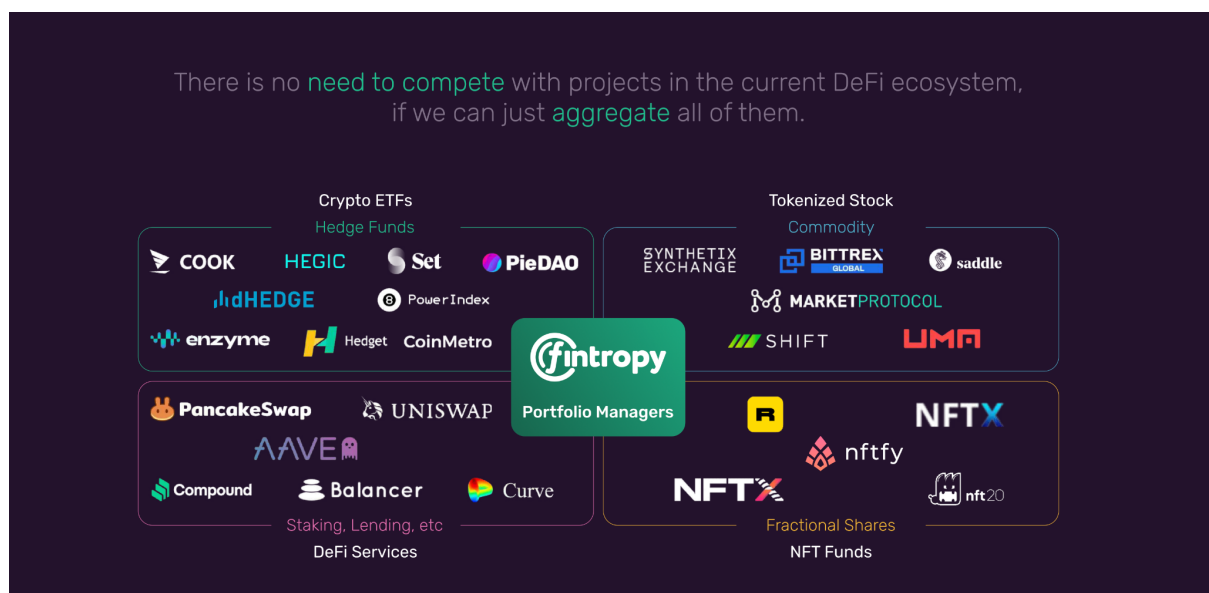 There is no need to compete with projects in the current DeFi ecosystem,
if we can just aggregate all of them.
Crypto ETFs
Hedge Funds
COOK HEGIC Set PieDAO
dHEDGE PowerIndex
enzyme Hedget CoinMetro
Tokenized Stock
Commodity
SYNTHETIX EXCHANGE BITTREX GLOBAL saddle
MARKETPROTOCOL
SHIFT UMA
fintropy
Portfolio Managers
PancakeSwap UNISWAP
AAVE
Compound Balancer Curve
Staking, Lending, etc
DeFi Services
R NFTX
nftfy
NFTX nft20
Fractional Shares
NFT Funds